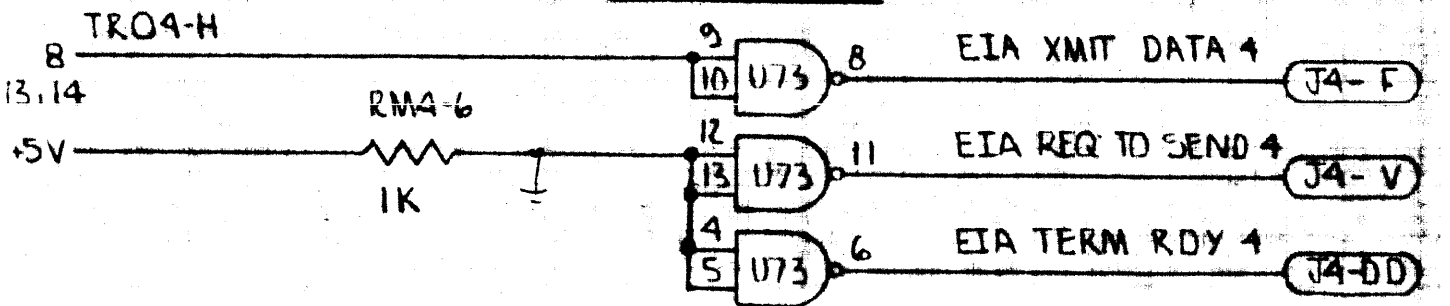 TRO4-H
8
13,14
9
10
U73
8
EIA XMIT DATA 4
J4-F
+5V
RM4-6
1K
12
13
U73
11
EIA REQ TO SEND 4
J4-V
4
5
U73
6
EIA TERM RDY 4
J4-DD